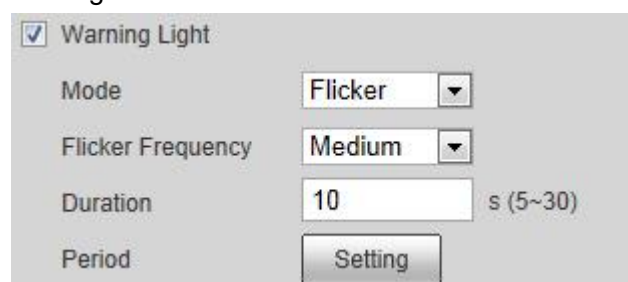 Warning Light
Mode Flicker
Flicker Frequency Medium
Duration 10 s (5~30)
Period Setting